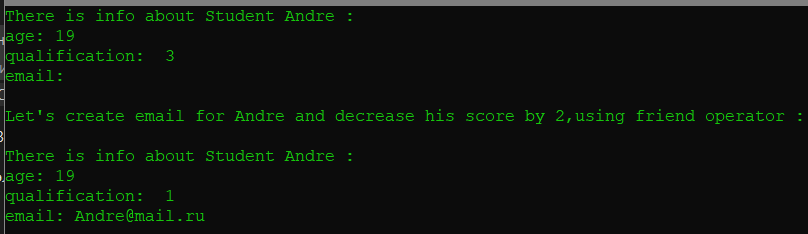 There is info about Student Andre :
age: 19
qualification:  3
email:
Let's create email for Andre and decrease his score by 2,using friend operator :
There is info about Student Andre :
age: 19
qualification:  1
email: Andre@mail.ru